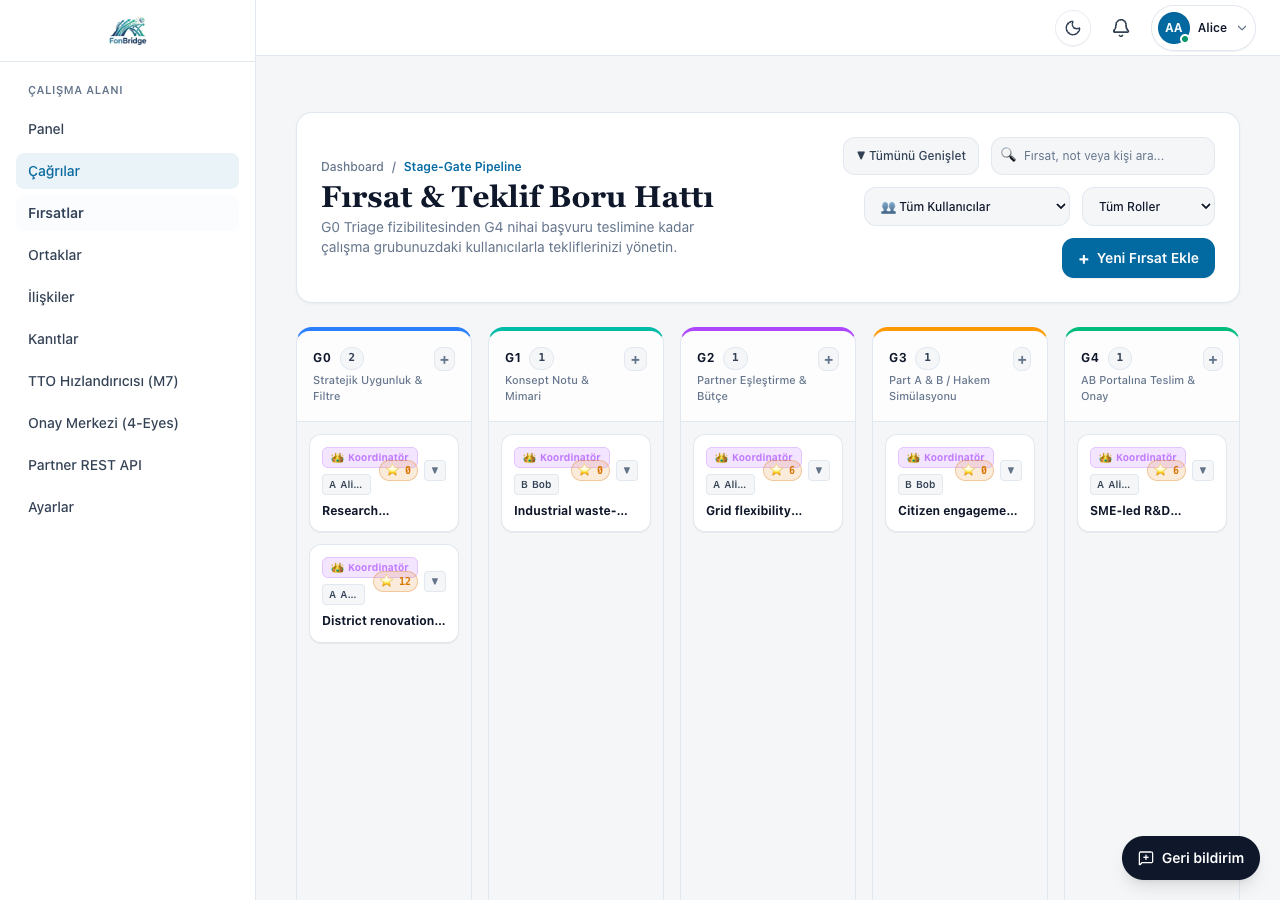 FonBridge
ÇALIŞMA ALANI
Panel
Çağrılar
Fırsatlar
Ortaklar
İlişkiler
Kanıtlar
TTO Hızlandırıcısı (M7)
Onay Merkezi (4-Eyes)
Partner REST API
Ayarlar
AA Alice
Dashboard / Stage-Gate Pipeline
Fırsat & Teklif Boru Hattı
G0 Triage fizibilitesinden G4 nihai başvuru teslimine kadar
çalışma grubunuzdaki kullanıcılarla tekliflerinizi yönetin.
▼ Tümünü Genişlet
🔍 Fırsat, not veya kişi ara...
👥 Tüm Kullanıcılar
Tüm Roller
+ Yeni Fırsat Ekle
G0 2 +
Stratejik Uygunluk &
Filtre
👑 Koordinatör
⭐ 0 ▼
A Ali...
Research...
👑 Koordinatör
⭐ 12 ▼
A A...
District renovation...
G1 1 +
Konsept Notu &
Mimari
👑 Koordinatör
⭐ 0 ▼
B Bob
Industrial waste-...
G2 1 +
Partner Eşleştirme &
Bütçe
👑 Koordinatör
⭐ 6 ▼
A Ali...
Grid flexibility...
G3 1 +
Part A & B / Hakem
Simülasyonu
👑 Koordinatör
⭐ 0 ▼
B Bob
Citizen engageme...
G4 1 +
AB Portalına Teslim &
Onay
👑 Koordinatör
⭐ 6 ▼
A Ali...
SME-led R&D...
Geri bildirim